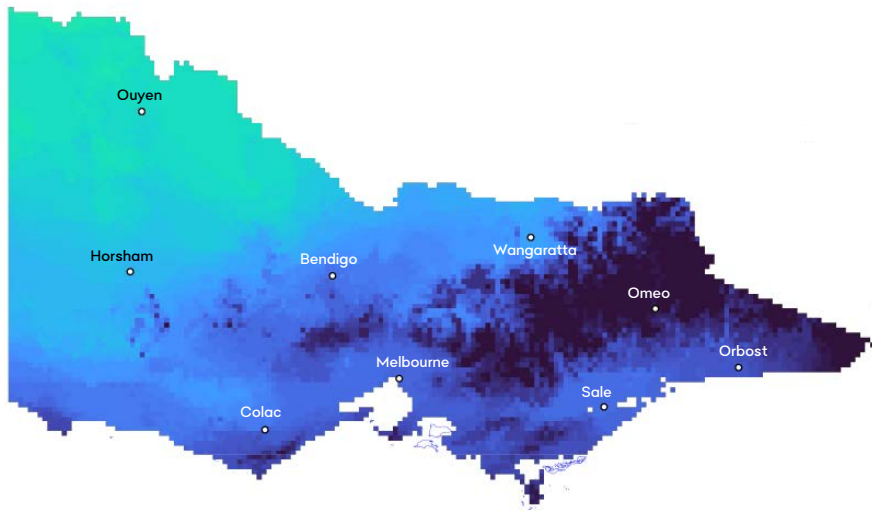 Ouyen
Horsham
Bendigo
Wangaratta
Omeo
Melbourne
Orbost
Sale
Colac